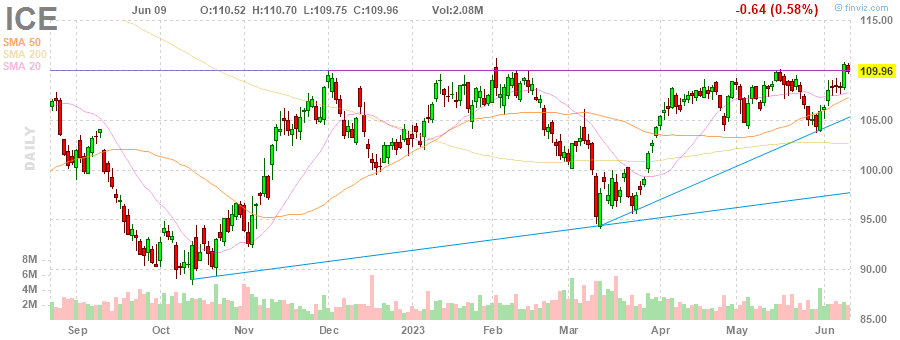 ICE
Jun 09 O:110.52 H:110.70 L:109.75 C:109.96 Vol:2.08M
-0.64 (0.58%)
finviz.com
SMA 50
SMA 200
SMA 20
115.00
109.96
105.00
100.00
95.00
90.00
85.00
DAILY
8M
6M
4M
2M
Sep Oct Nov Dec 2023 Feb Mar Apr May Jun